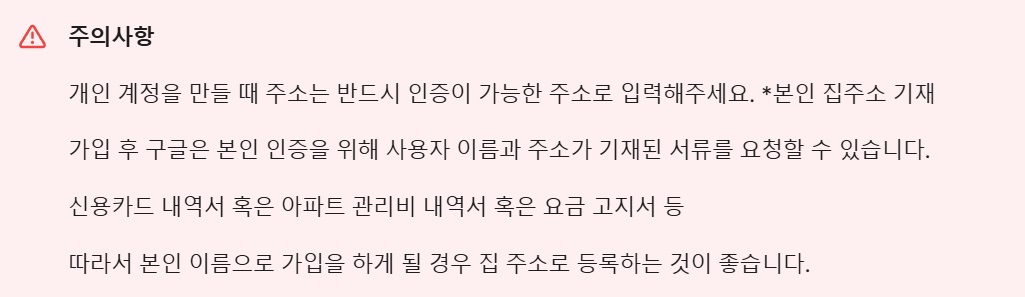 주의사항
개인 계정을 만들 때 주소는 반드시 인증이 가능한 주소로 입력해주세요. *본인 집주소 기재
가입 후 구글은 본인 인증을 위해 사용자 이름과 주소가 기재된 서류를 요청할 수 있습니다.
신용카드 내역서 혹은 아파트 관리비 내역서 혹은 요금 고지서 등
따라서 본인 이름으로 가입을 하게 될 경우 집 주소로 등록하는 것이 좋습니다.